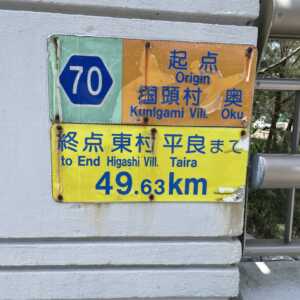 70
起点
Origin
国頭村 奥
Kunigami Vill. Oku
終点 東村 平良まで
to End Higashi Vill. Taira
49.63km